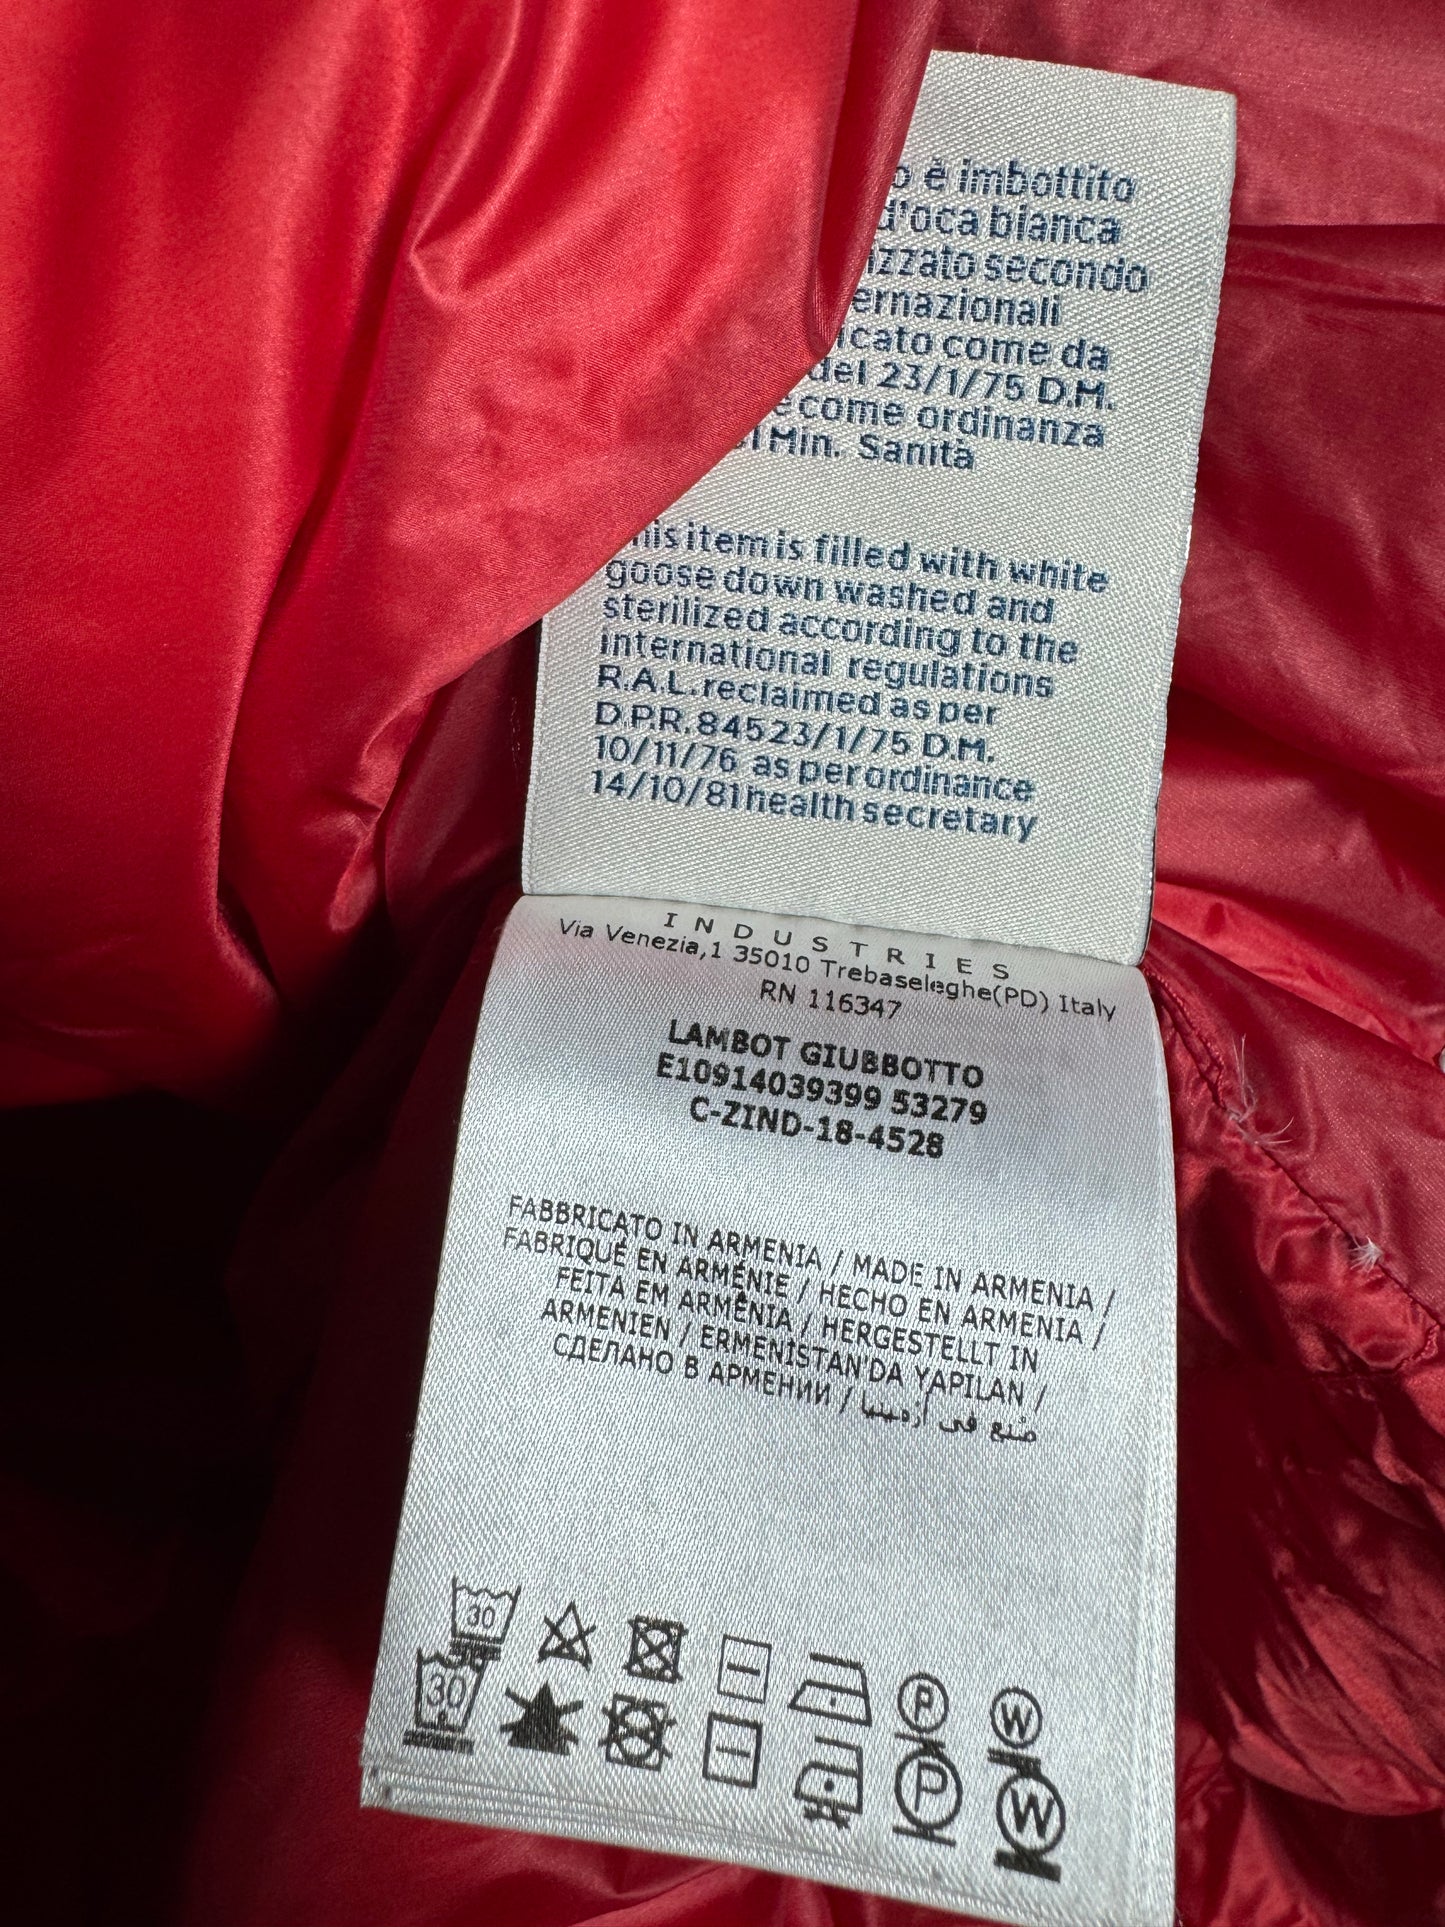 è imbottito
d'oca bianca
secondo
come da
del 23/1/75 D.M.
come ordinanza
Min. Sanità
item is filled with white
goose down washed and
sterilized according to the
international regulations
R.A.L. reclaimed as per
D.P.R. 84523/1/75 D.M.
10/11/76 as per ordinance
14/10/81 health secretary
INDUSTRIES
Via Venezia,1 35010 Trebaseleghe(PD) Italy
RN 116347
LAMBOT GIUBBOTTO
E10914039399 53279
C-ZIND-18-4528
FABBRICATO IN ARMENIA / MADE IN ARMENIA /
FABRIQUÉ EN ARMÉNIE / HECHO EN ARMENIA /
FEITA EM ARMÊNIA / HERGESTELLT IN
ARMENIEN / ERMENİSTAN'DA YAPILAN /
СДЕЛАНО В АРМЕНИИ / صُنع في أرمينيا
30
P
W
30
P
W